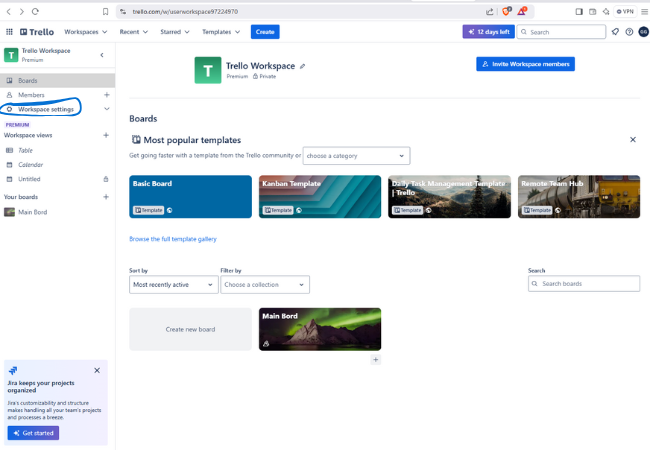 trello.com/w/userworkspace97224970
VPN
Trello Workspaces Recent Starred Templates Create 12 days left Search
T Trello Workspace
Premium
Boards
Members
Workspace settings
PREMIUM
Workspace views
Table
Calendar
Untitled
Your boards
Main Bord
Jira keeps your projects
organized
Jira's customizability and structure
makes handling all your team's projects
and processes a breeze.
Get started
T Trello Workspace
Premium Private
Invite Workspace members
Boards
Most popular templates
Get going faster with a template from the Trello community or choose a category
Basic Board
Template
Kanban Template
Template
Daily Task Management Template
| Trello
Template
Remote Team Hub
Template
Browse the full template gallery
Sort by
Most recently active
Filter by
Choose a collection
Search
Search boards
Create new board
Main Bord